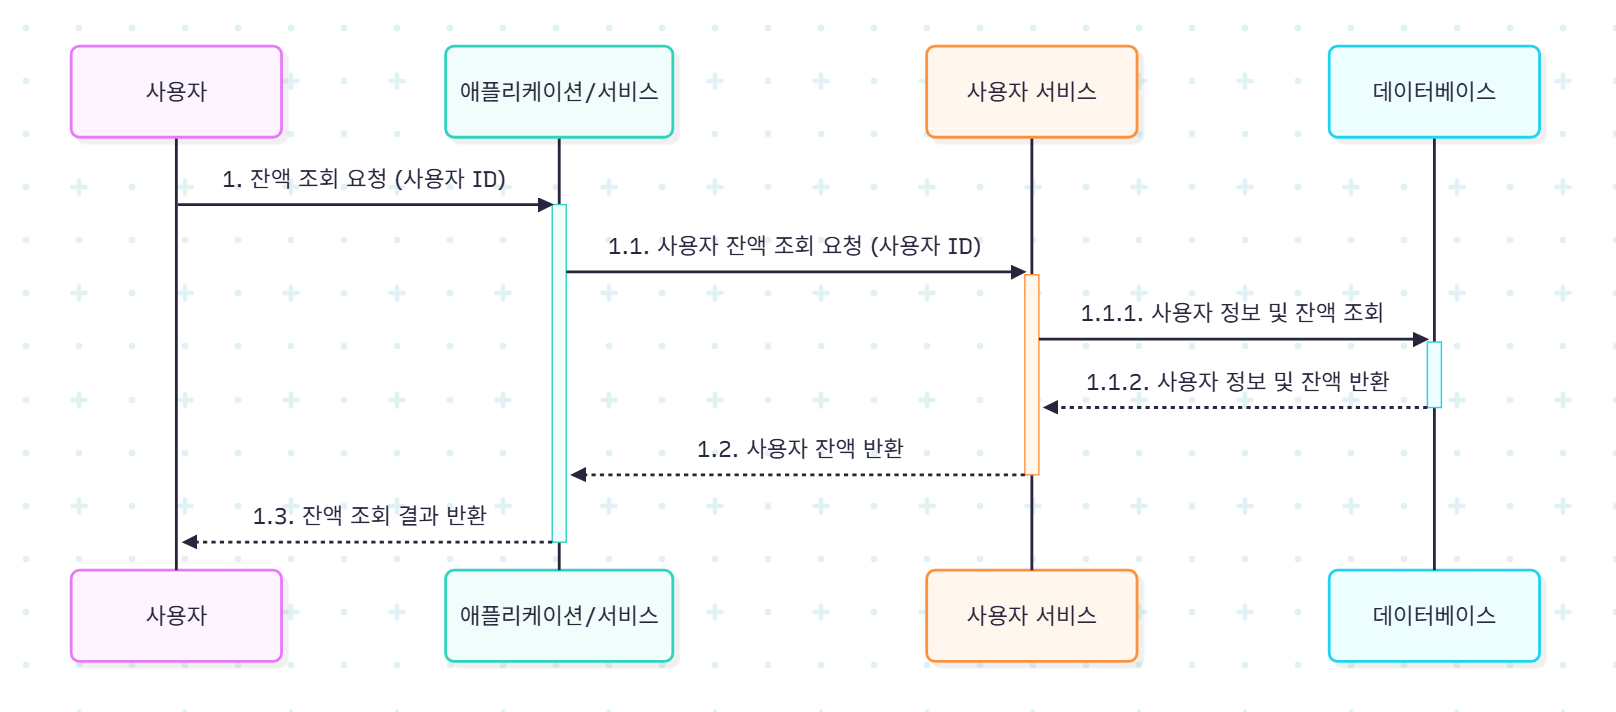 사용자
애플리케이션/서비스
사용자 서비스
데이터베이스
1. 잔액 조회 요청 (사용자 ID)
1.1. 사용자 잔액 조회 요청 (사용자 ID)
1.1.1. 사용자 정보 및 잔액 조회
1.1.2. 사용자 정보 및 잔액 반환
1.2. 사용자 잔액 반환
1.3. 잔액 조회 결과 반환
사용자
애플리케이션/서비스
사용자 서비스
데이터베이스